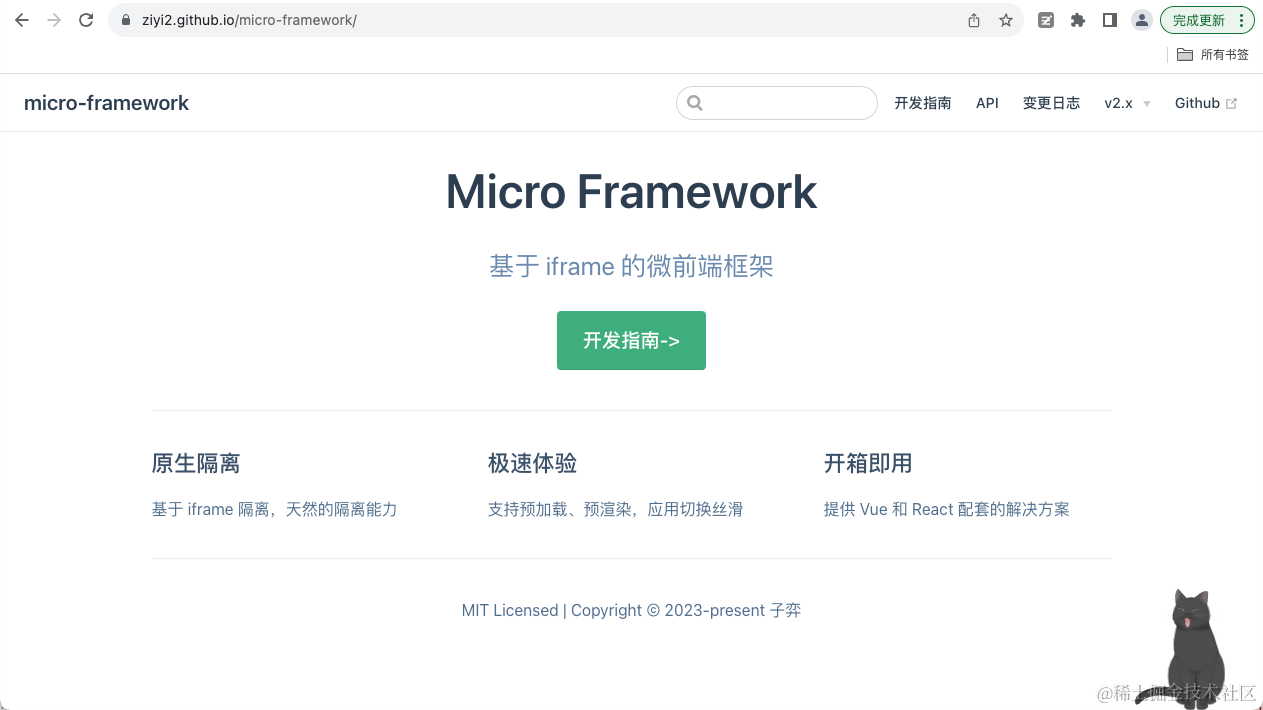 ziyi2.github.io/micro-framework/
完成更新
所有书签
micro-framework
开发指南 API 变更日志 v2.x Github
Micro Framework
基于 iframe 的微前端框架
开发指南->
原生隔离 极速体验 开箱即用
基于 iframe 隔离，天然的隔离能力 支持预加载、预渲染，应用切换丝滑 提供 Vue 和 React 配套的解决方案
MIT Licensed | Copyright © 2023-present 子弈
@稀土掘金技术社区